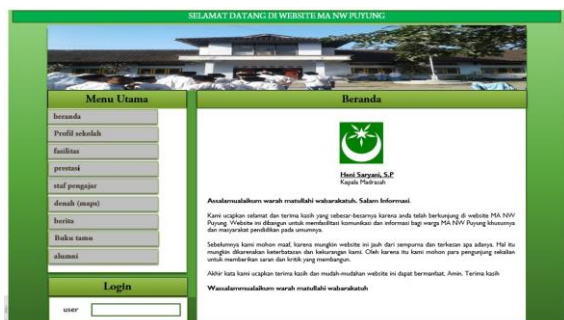 SELAMAT DATANG DI WEBSITE MA NW PUYUNG
Menu Utama
beranda
Profil sekolah
fasilitas
prestasi
staf pengajar
denah (maps)
berita
Buku tamu
alumni
Login
user
Beranda
Heni Saryani, S.P
Kepala Madrasah
Assalamualaikum warah matullahi wabarakatuh. Salam Informasi.
Kami ucapkan selamat dan terima kasih yang sebesar-besarnya karena anda telah berkunjung di website MA NW
Puyung. Website ini dibangun untuk memfasilitasi komunikasi dan informasi bagi warga MA NW Puyung khususnya
dan masyarakat pendidikan pada umumnya.
Sebelumnya kami mohon maaf, karena mungkin website ini jauh dari sempurna dan terkesan apa adanya. Hal itu
mungkin dikarenakan keterbatasan dan kekurangan kami. Oleh karena itu kami mohon para pengunjung sekalian
untuk memberikan saran dan kritik yang membangun.
Akhir kata kami ucapkan terima kasih dan mudah-mudahan website ini dapat bermanfaat. Amin. Terima kasih
Wassalammualaikum warah matullahi wabarakatuh